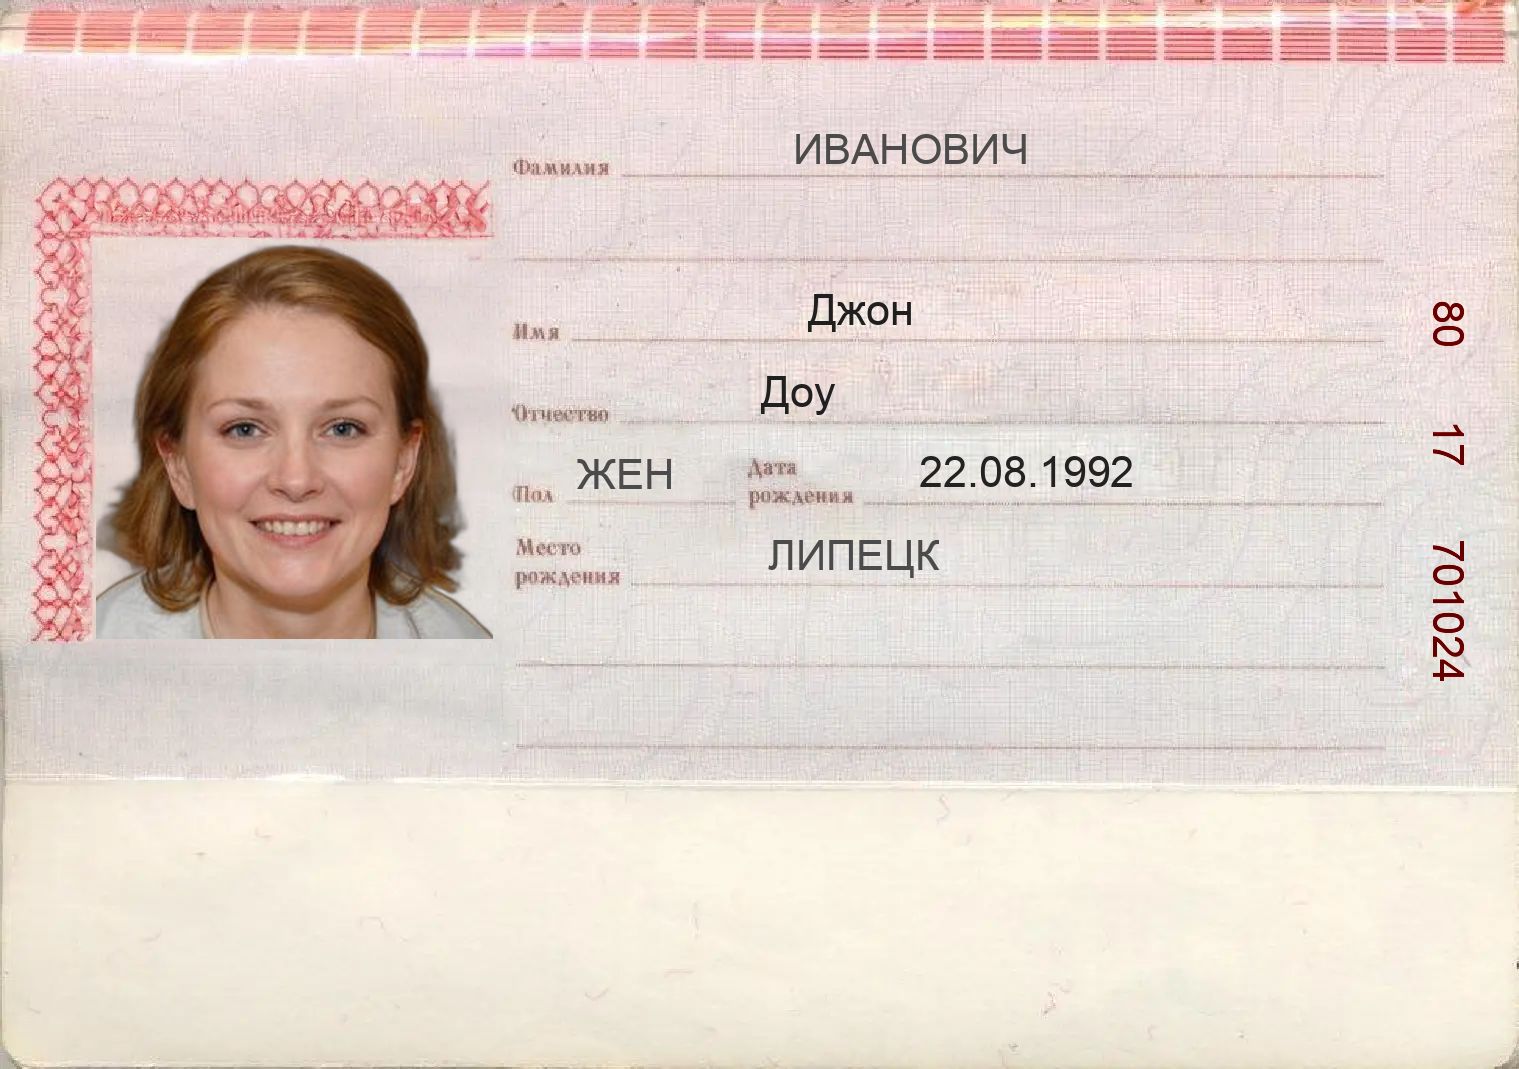 Фамилия ИВАНОВИЧ
Имя Джон
Отчество Доу
Пол ЖЕН Дата рождения 22.08.1992
Место рождения ЛИПЕЦК
80 17 701024